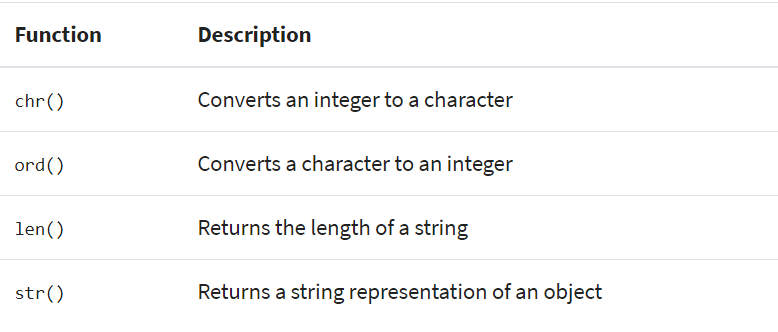 Function Description
chr() Converts an integer to a character
ord() Converts a character to an integer
len() Returns the length of a string
str() Returns a string representation of an object